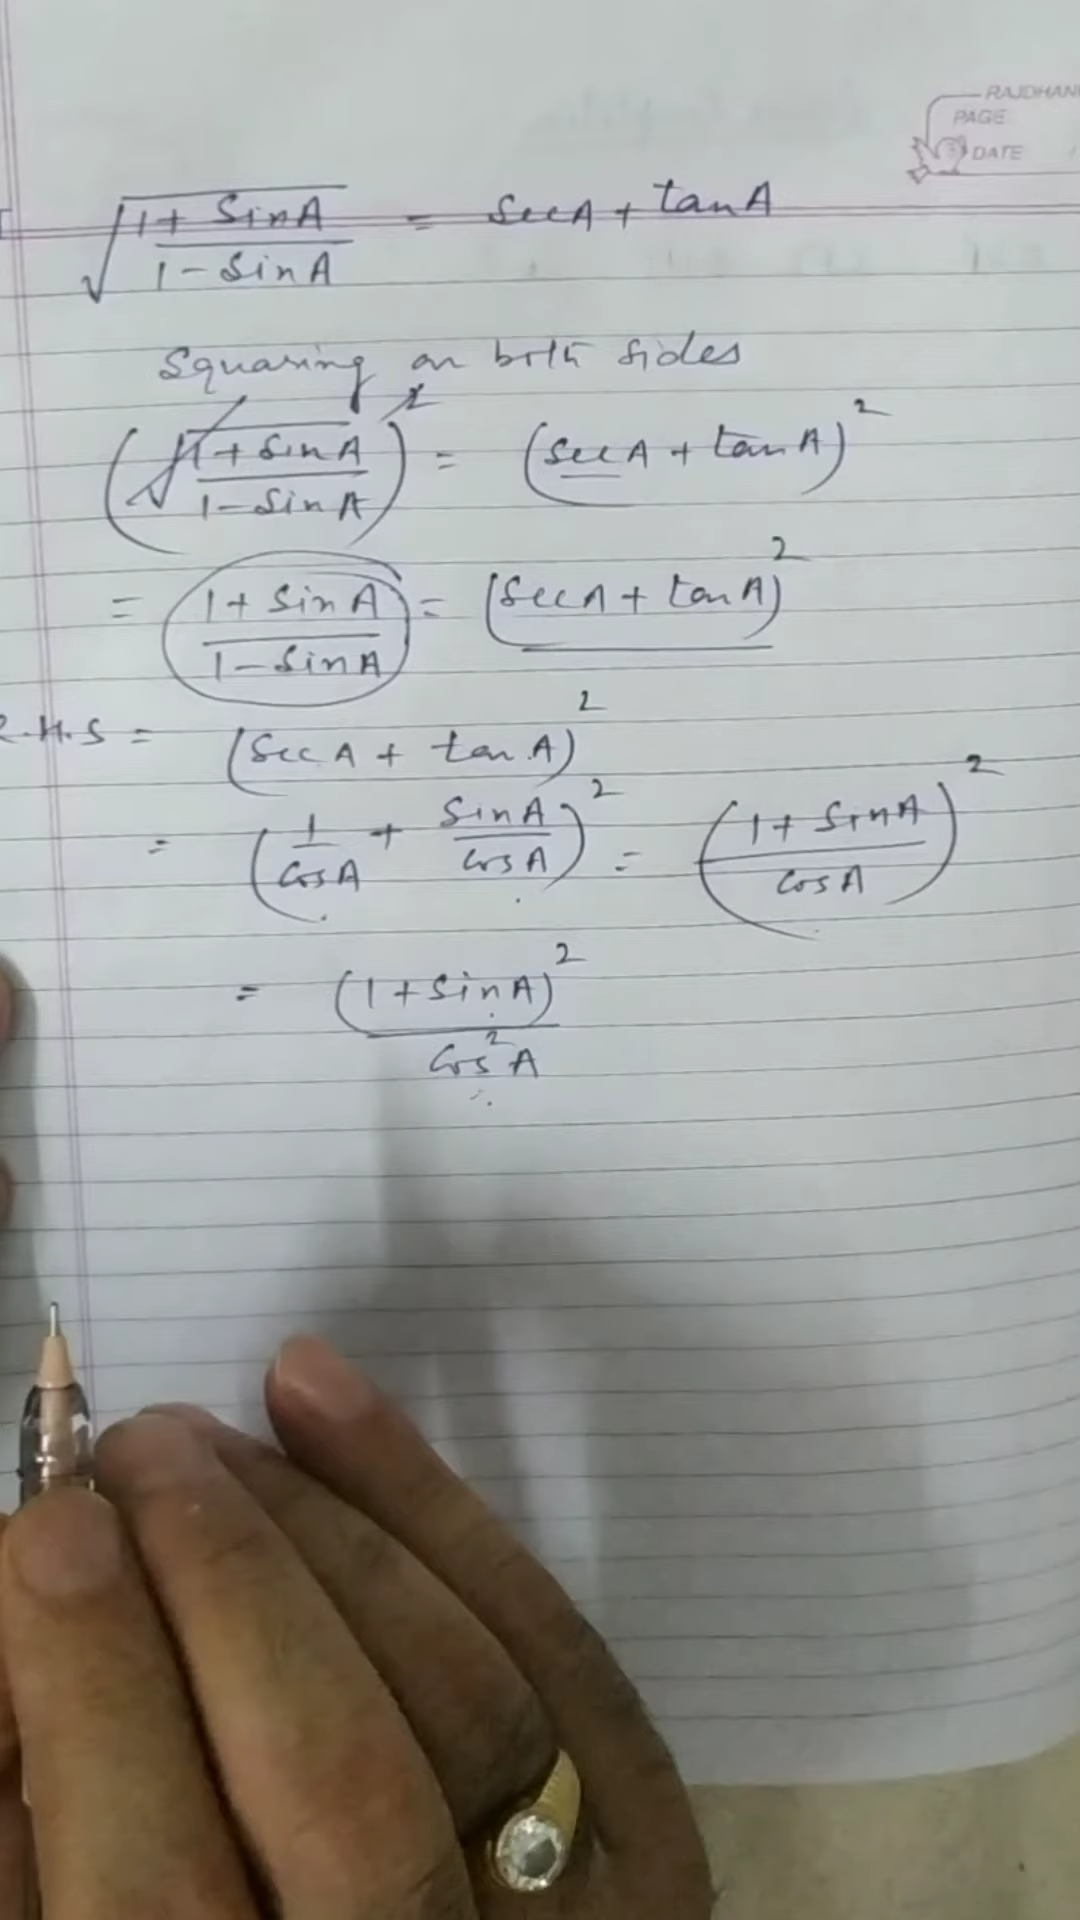 RAJDHANI
PAGE
DATE
√(1 + SinA / 1 - SinA) = SecA + tanA
Squaring on both sides
(√(1 + SinA / 1 - SinA))² = (SecA + tanA)²
= 1 + SinA / 1 - SinA = (SecA + tanA)²
R.H.S = (SecA + tanA)²
= (1 / CosA + SinA / CosA)² = (1 + SinA / CosA)²
= (1 + SinA)² / Cos²A